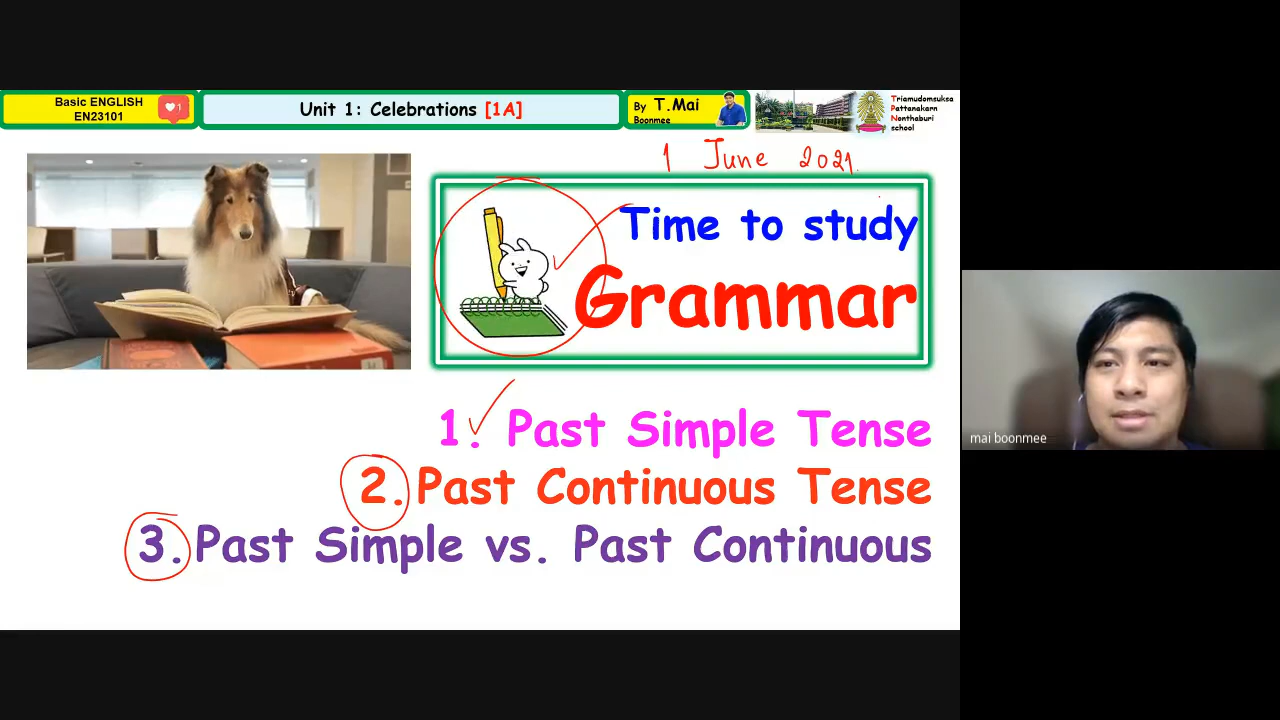 Basic ENGLISH
EN23101
1
Unit 1: Celebrations [1A]
By T.Mai
Boonmee
Triamudomsuksa
Pattanakarn
Nonthaburi
school
1 June 2021.
Time to study
Grammar
1. Past Simple Tense
2. Past Continuous Tense
3. Past Simple vs. Past Continuous
mai boonmee